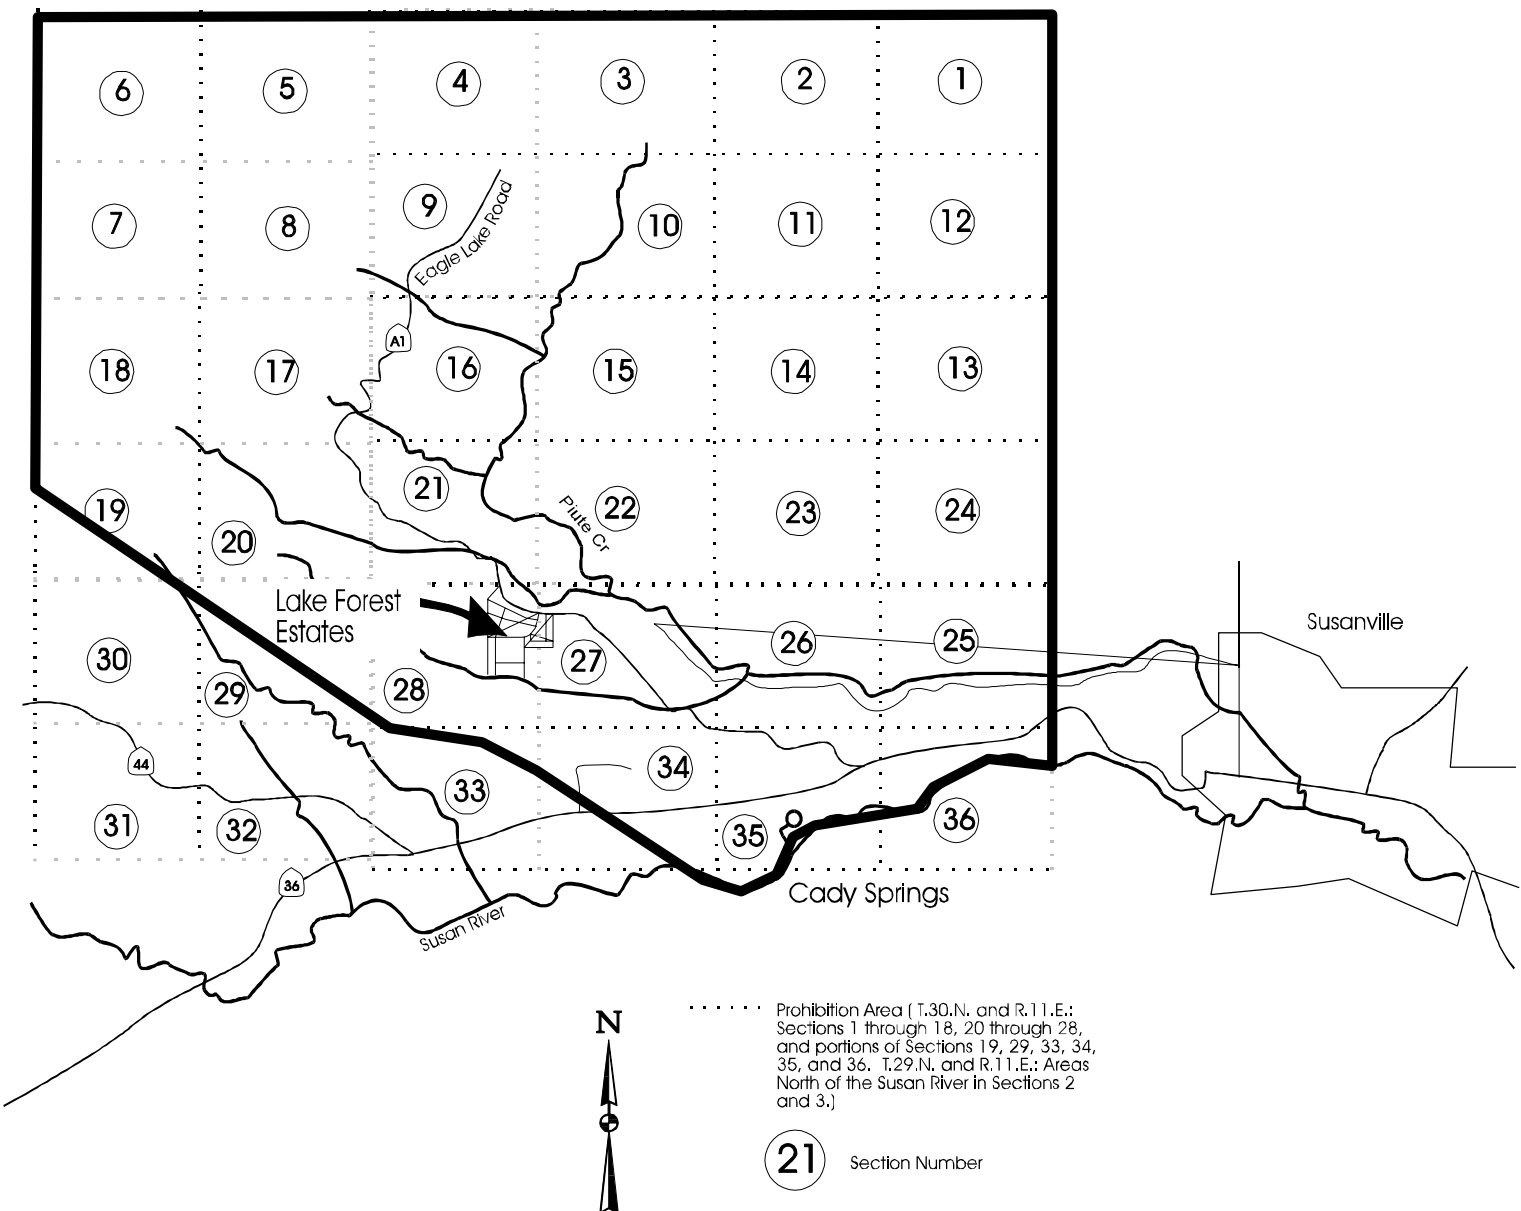 6 5 4 3 2 1
7 8 9 10 11 12
Eagle Lake Road
A1
18 17 16 15 14 13
19 20 21 22 23 24
Piute Cr
Lake Forest
Estates
30 29 28 27 26 25
Susanville
44
31 32 33 34 35 36
36
Cady Springs
Susan River
N
Prohibition Area ( T.30.N. and R.11.E.:
Sections 1 through 18, 20 through 28,
and portions of Sections 19, 29, 33, 34,
35, and 36. T.29.N. and R.11.E.: Areas
North of the Susan River in Sections 2
and 3.)
21 Section Number